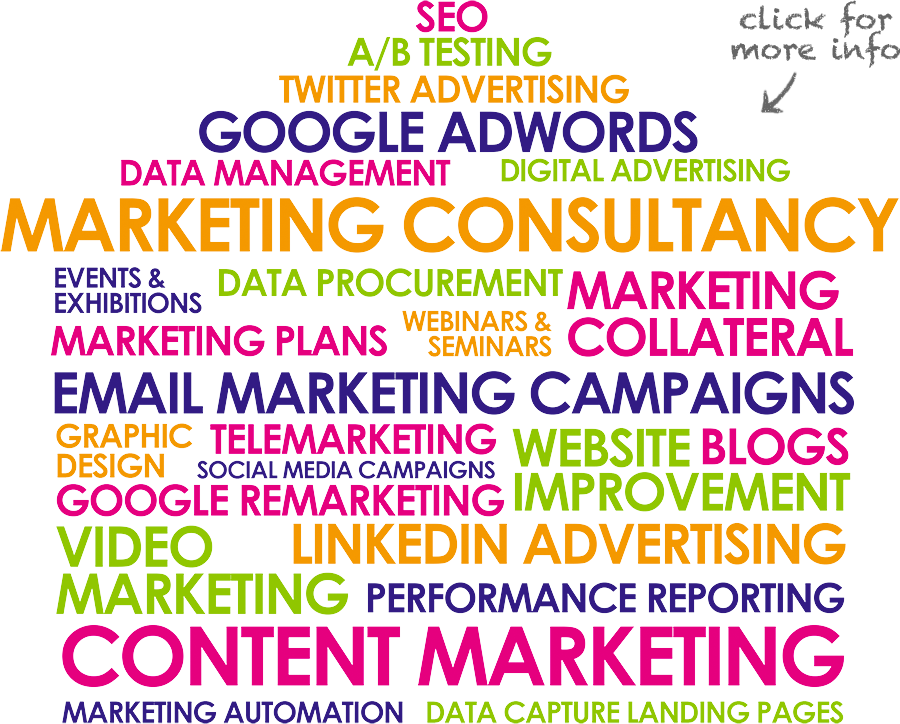 SEO
click for
more info
A/B TESTING
TWITTER ADVERTISING
GOOGLE ADWORDS
DATA MANAGEMENT
DIGITAL ADVERTISING
MARKETING CONSULTANCY
EVENTS &
EXHIBITIONS
DATA PROCUREMENT
MARKETING
COLLATERAL
MARKETING PLANS
WEBINARS &
SEMINARS
EMAIL MARKETING CAMPAIGNS
GRAPHIC
DESIGN
TELEMARKETING
SOCIAL MEDIA CAMPAIGNS
WEBSITE
IMPROVEMENT
BLOGS
GOOGLE REMARKETING
VIDEO
MARKETING
LINKEDIN ADVERTISING
PERFORMANCE REPORTING
CONTENT MARKETING
MARKETING AUTOMATION
DATA CAPTURE LANDING PAGES